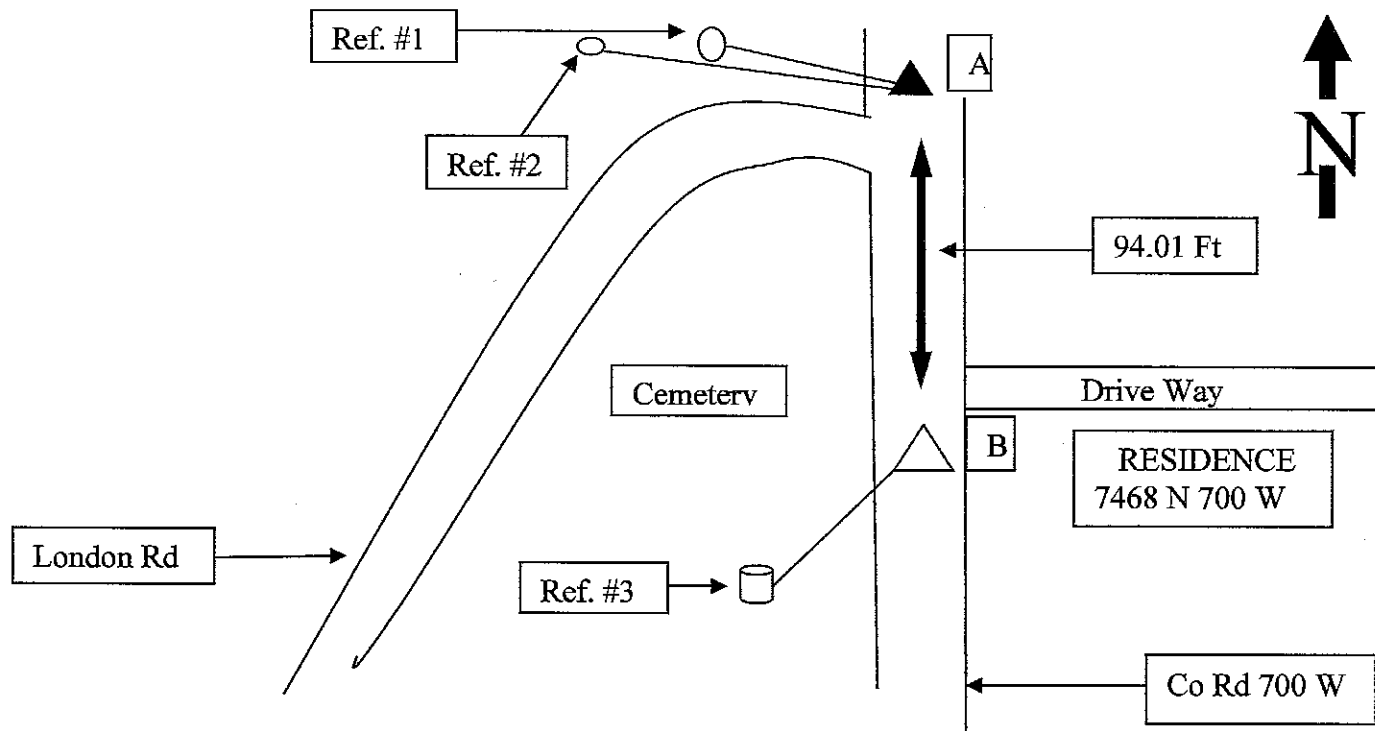 Ref. #1
A
N
Ref. #2
94.01 Ft
Cemetery
Drive Way
B
RESIDENCE
7468 N 700 W
London Rd
Ref. #3
Co Rd 700 W